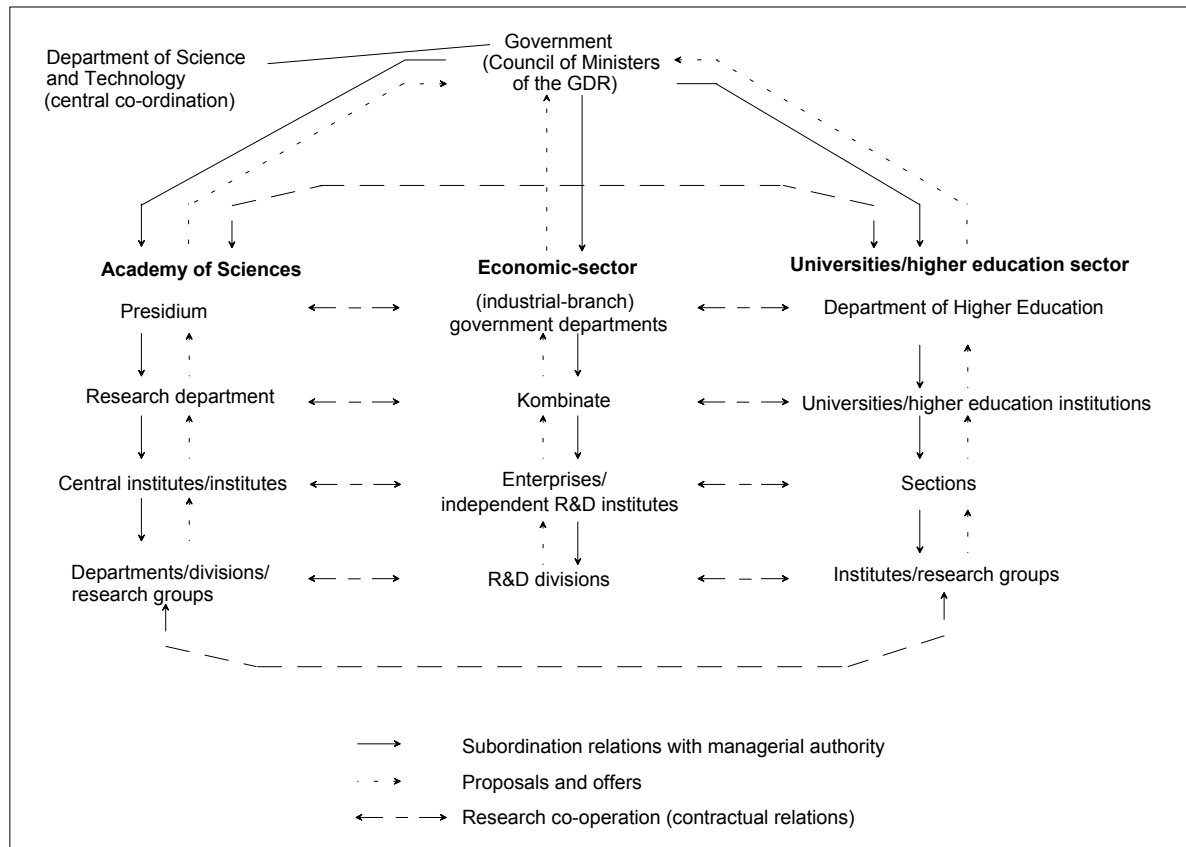 Department of Science
and Technology
(central co-ordination)
Government
(Council of Ministers
of the GDR)
Academy of Sciences
Economic-sector
Universities/higher education sector
Presidium
(industrial-branch)
government departments
Department of Higher Education
Research department
Kombinate
Universities/higher education institutions
Central institutes/institutes
Enterprises/
independent R&D institutes
Sections
Departments/divisions/
research groups
R&D divisions
Institutes/research groups
Subordination relations with managerial authority
Proposals and offers
Research co-operation (contractual relations)